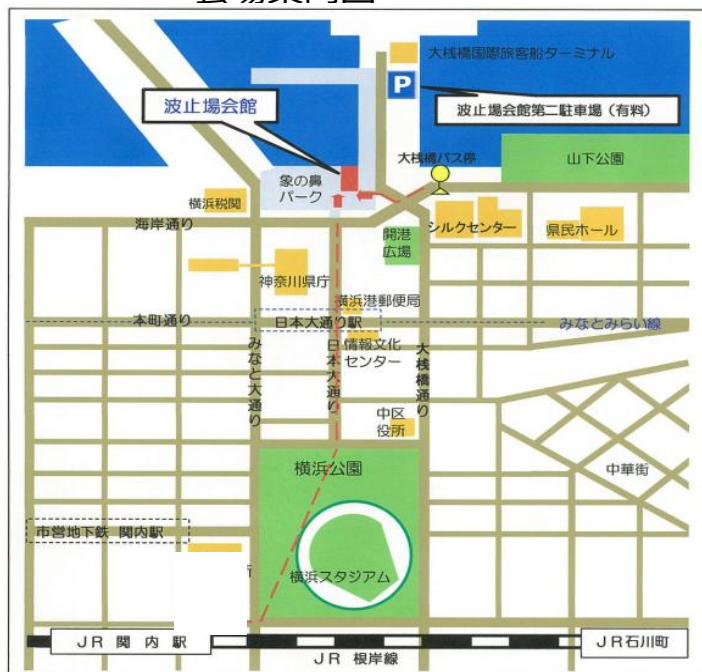 大桟橋国際旅客船ターミナル
P
波止場会館
波止場会館第二駐車場（有料）
大桟橋バス停
山下公園
象の鼻
パーク
横浜税関
海岸通り
シルクセンター
県民ホール
開港
広場
神奈川県庁
横浜港郵便局
本町通り
日本大通り駅
みなとみらい線
情報文化
センター
みなと大通り
日本大通り
大桟橋通り
中区
役所
横浜公園
中華街
市営地下鉄 関内駅
横浜スタジアム
JR 関内駅
JR石川町
JR 根岸線